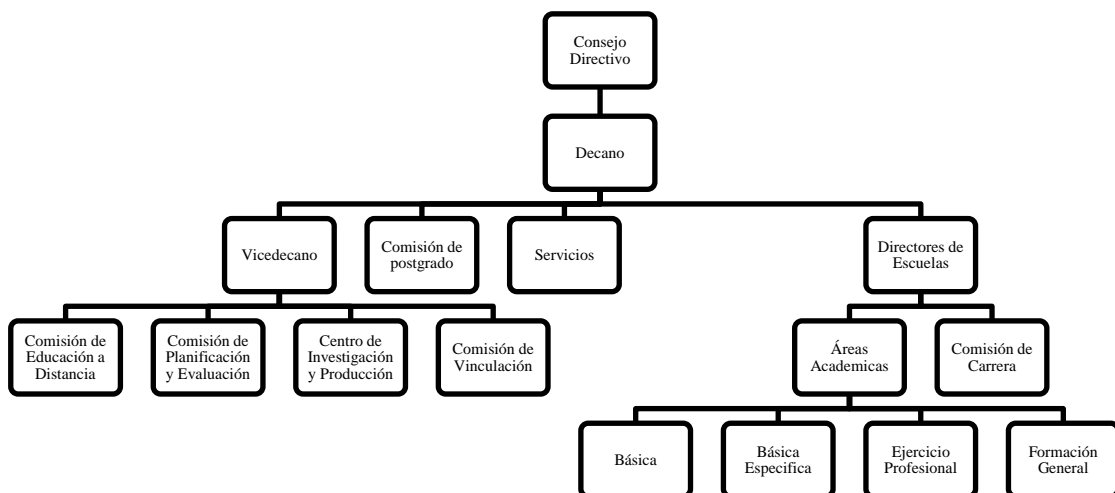 Consejo
Directivo
Decano
Vicedecano
Comisión de
postgrado
Servicios
Directores de
Escuelas
Comisión de
Educación a
Distancia
Comisión de
Planificación
y Evaluación
Centro de
Investigación
y Producción
Comisión de
Vinculación
Áreas
Academicas
Comisión de
Carrera
Básica
Básica
Especifica
Ejercicio
Profesional
Formación
General